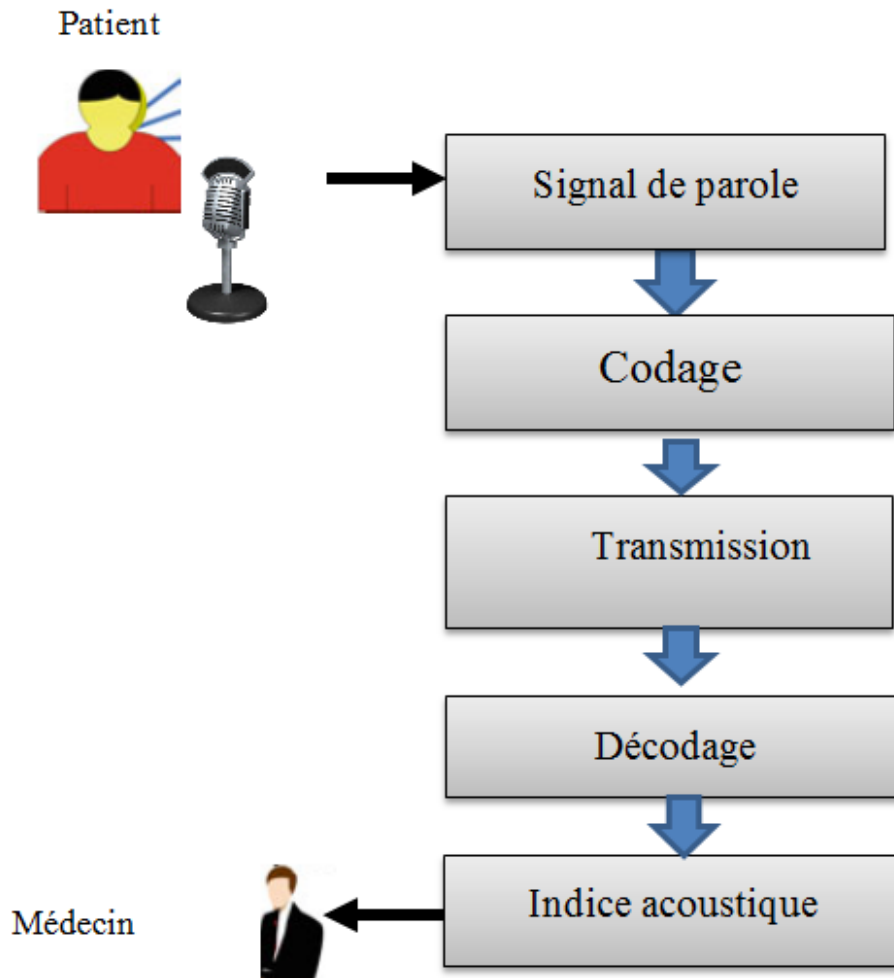 Patient
Signal de parole
Codage
Transmission
Décodage
Indice acoustique
Médecin